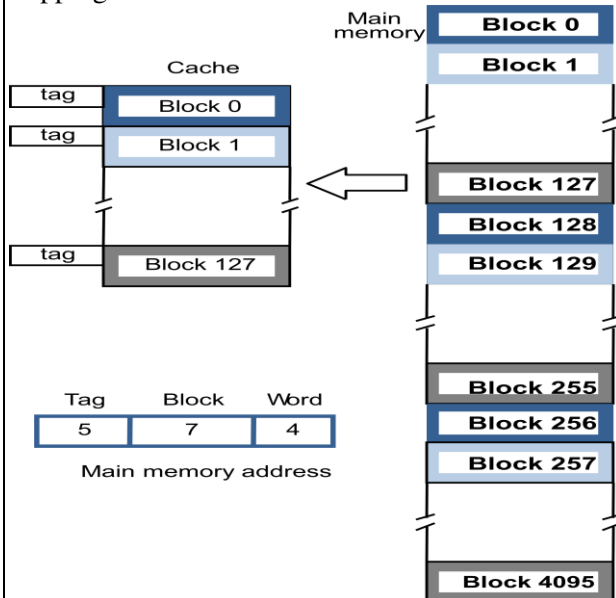 Main
memory
Block 0
Block 1
Block 127
Block 128
Block 129
Block 255
Block 256
Block 257
Block 4095
Cache
tag
Block 0
tag
Block 1
tag
Block 127
Tag Block Word
5 7 4
Main memory address